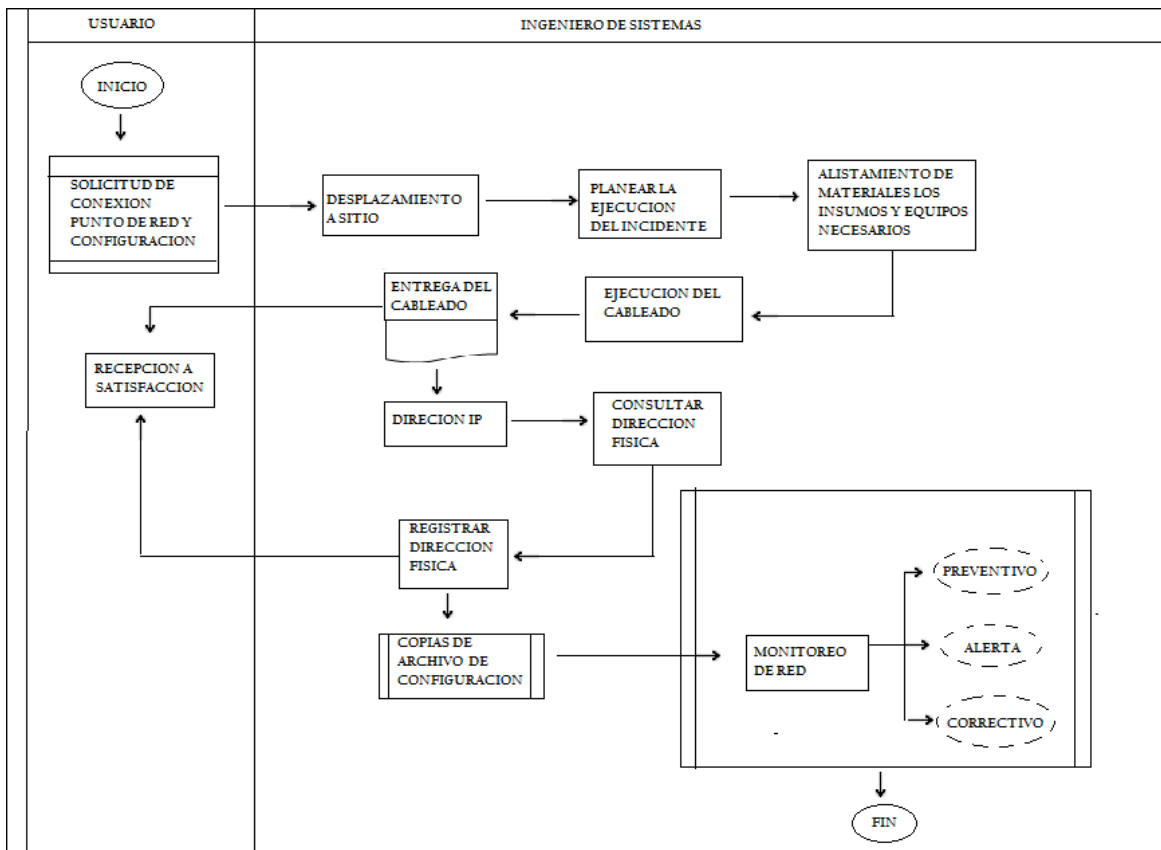 USUARIO
INGENIERO DE SISTEMAS
INICIO
SOLICITUD DE
CONEXION
PUNTO DE RED Y
CONFIGURACION
DESPLAZAMIENTO
A SITIO
PLANEAR LA
EJECUCION
DEL INCIDENTE
ALISTAMIENTO DE
MATERIALES LOS
INSUMOS Y EQUIPOS
NECESARIOS
ENTREGA DEL
CABLEADO
EJECUCION DEL
CABLEADO
RECEPCION A
SATISFACCION
DIRECION IP
CONSULTAR
DIRECCION
FISICA
REGISTRAR
DIRECCION
FISICA
COPIAS DE
ARCHIVO DE
CONFIGURACION
MONITOREO
DE RED
PREVENTIVO
ALERTA
CORRECTIVO
FIN